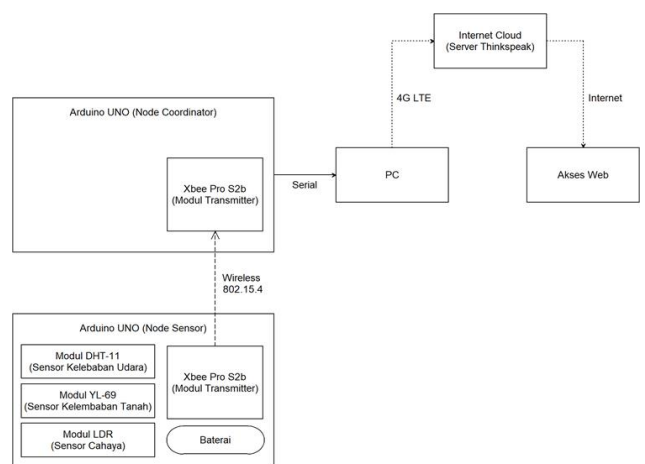 Internet Cloud
(Server Thinkspeak)
4G LTE
Internet
Arduino UNO (Node Coordinator)
Xbee Pro S2b
(Modul Transmitter)
Serial
PC
Akses Web
Wireless
802.15.4
Arduino UNO (Node Sensor)
Modul DHT-11
(Sensor Kelebaban Udara)
Xbee Pro S2b
(Modul Transmitter)
Modul YL-69
(Sensor Kelembaban Tanah)
Modul LDR
(Sensor Cahaya)
Baterai